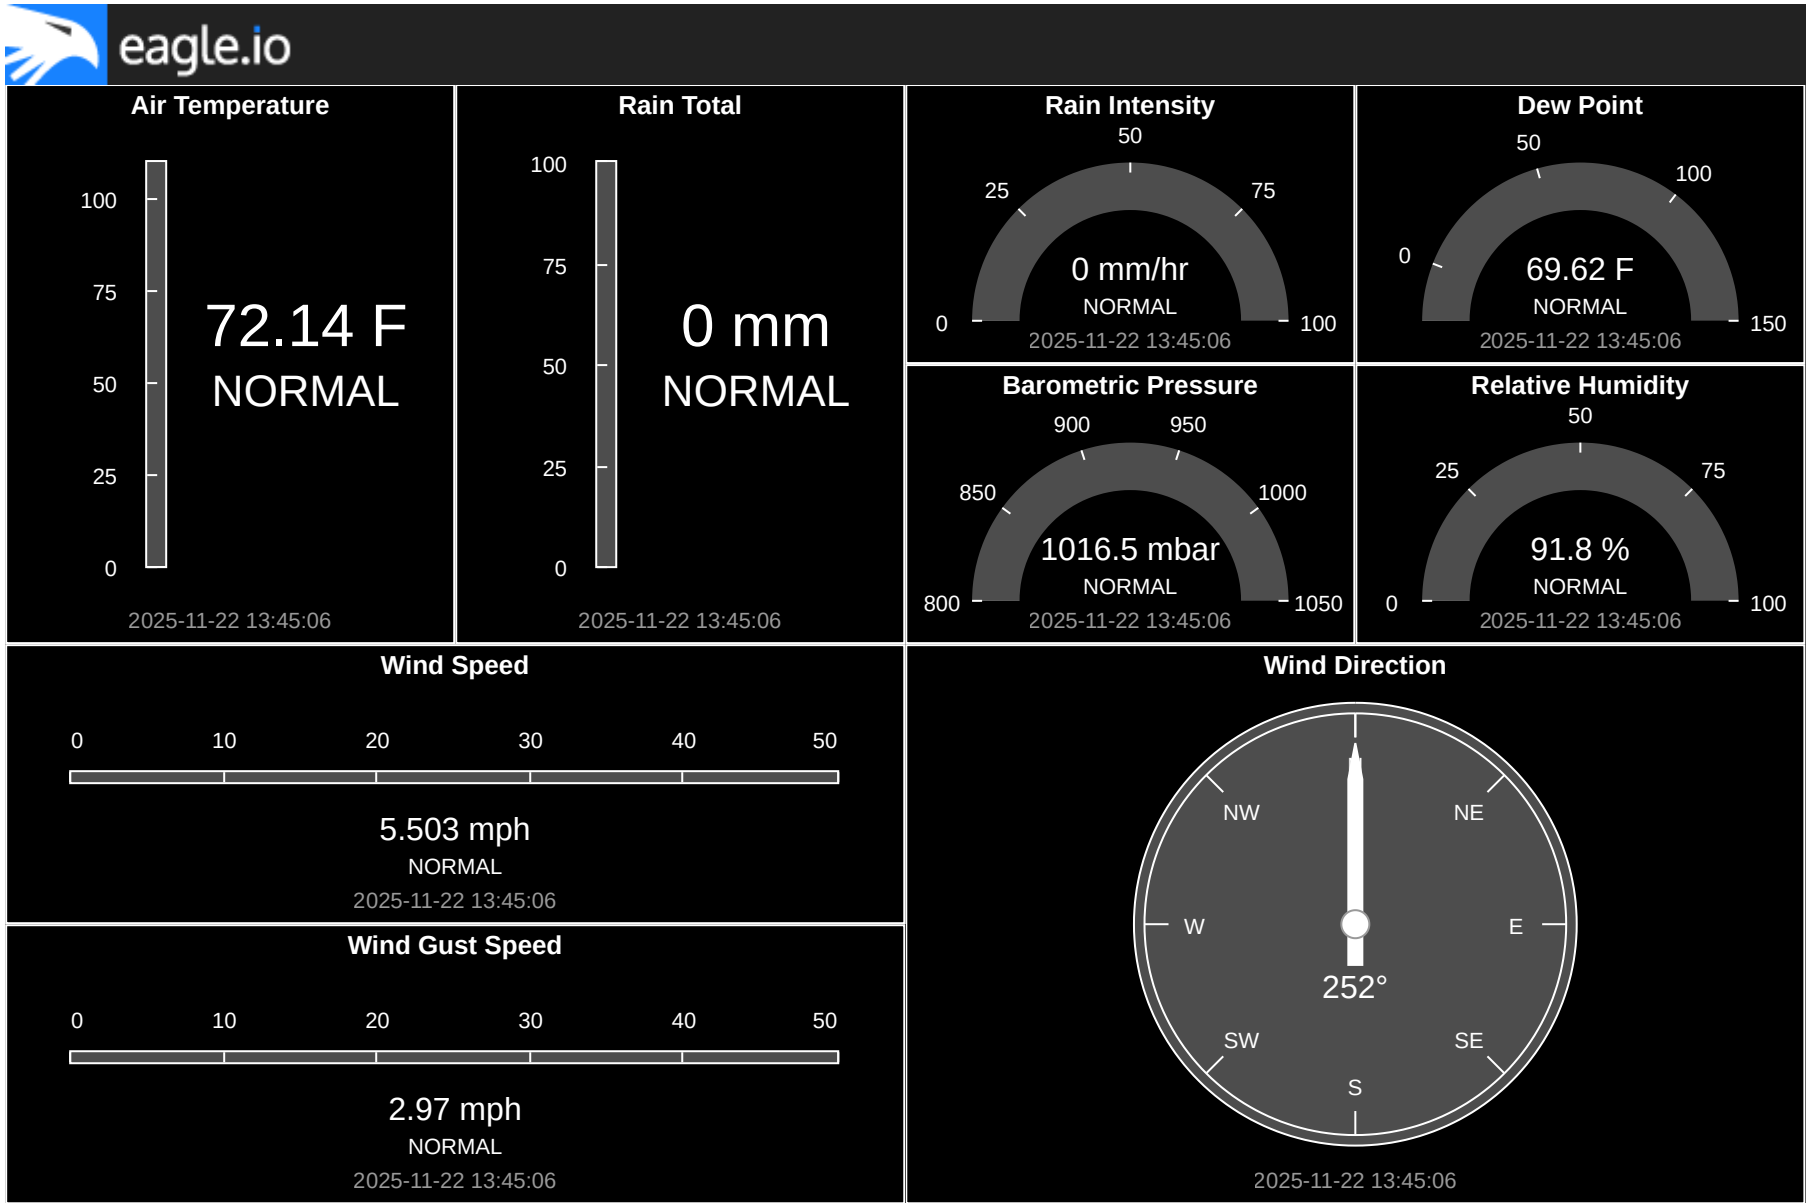 eagle.io
Air Temperature
100
75
50
25
0
72.14 F
NORMAL
2025-11-22 13:45:06
Rain Total
100
75
50
25
0
0 mm
NORMAL
2025-11-22 13:45:06
Rain Intensity
50
25
75
0
100
0 mm/hr
NORMAL
2025-11-22 13:45:06
Dew Point
50
100
0
150
69.62 F
NORMAL
2025-11-22 13:45:06
Barometric Pressure
900
950
850
1000
800
1050
1016.5 mbar
NORMAL
2025-11-22 13:45:06
Relative Humidity
50
25
75
0
100
91.8 %
NORMAL
2025-11-22 13:45:06
Wind Speed
0 10 20 30 40 50
5.503 mph
NORMAL
2025-11-22 13:45:06
Wind Gust Speed
0 10 20 30 40 50
2.97 mph
NORMAL
2025-11-22 13:45:06
Wind Direction
NW NE
W E
252°
SW SE
S
2025-11-22 13:45:06